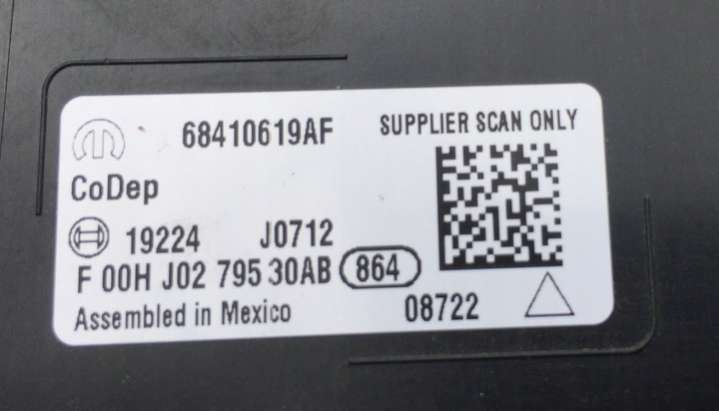 68410619AF
SUPPLIER SCAN ONLY
CoDep
19224 J0712
F 00H J02 795 30AB 864
Assembled in Mexico
08722